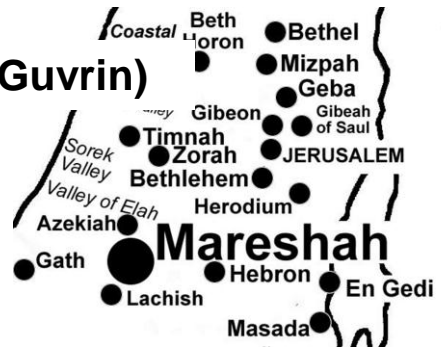 Coastal
Beth
Horon
Bethel
Guvrin)
Mizpah
Geba
Gibeon
Gibeah
of Saul
Timnah
Sorek
Valley
Zorah
JERUSALEM
Bethlehem
Valley of Elah
Herodium
Azekiah
Mareshah
Gath
Hebron
En Gedi
Lachish
Masada